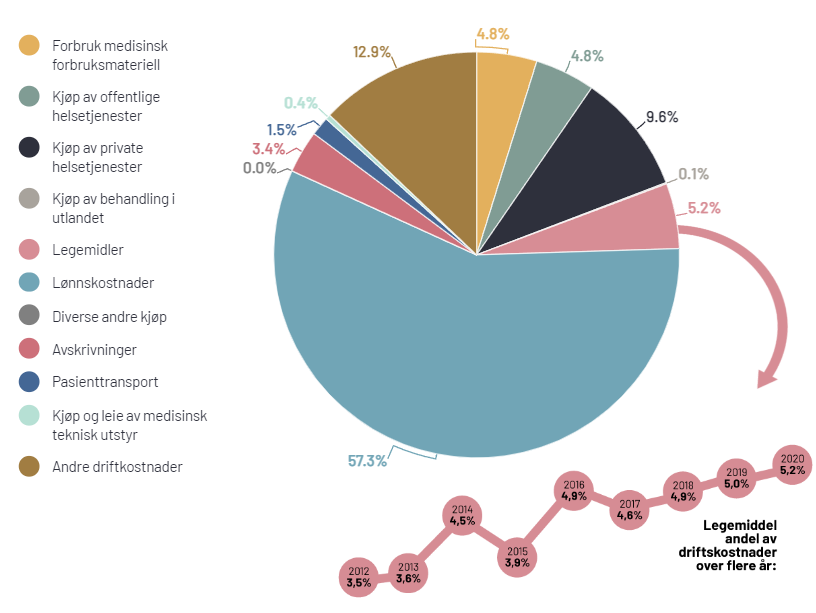 Forbruk medisinsk
forbruksmateriell
Kjøp av offentlige
helsetjenester
Kjøp av private
helsetjenester
Kjøp av behandling i
utlandet
Legemidler
Lønnskostnader
Diverse andre kjøp
Avskrivninger
Pasienttransport
Kjøp og leie av medisinsk
teknisk utstyr
Andre driftkostnader
4.8%
4.8%
9.6%
0.1%
5.2%
57.3%
0.0%
3.4%
1.5%
0.4%
12.9%
2012
3,5%
2013
3,6%
2014
4,5%
2015
3,9%
2016
4,9%
2017
4,6%
2018
4,9%
2019
5,0%
2020
5,2%
Legemiddel
andel av
driftskostnader
over flere år: